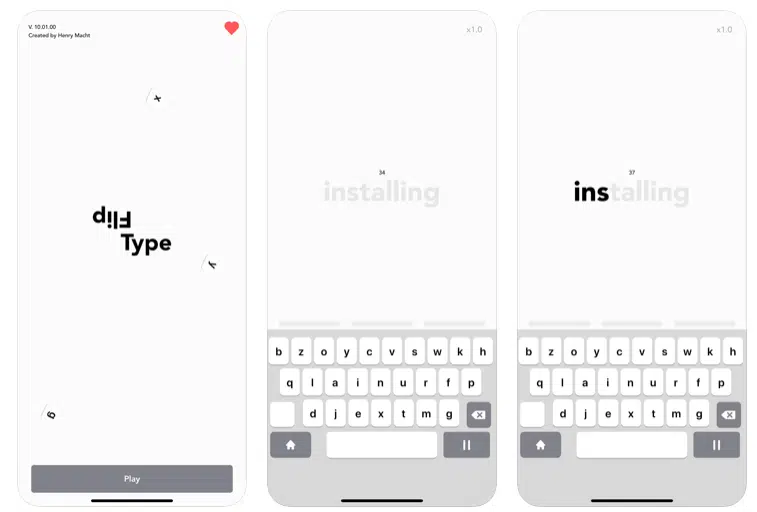 V. 10.01.00
Created by Henry Macht
x
Flip
Type
y
g
Play
x1.0
34
installing
b z o y c v s w k h
q l a i n u r f p
d j e x t m g
x1.0
37
installing
b z o y c v s w k h
q l a i n u r f p
d j e x t m g